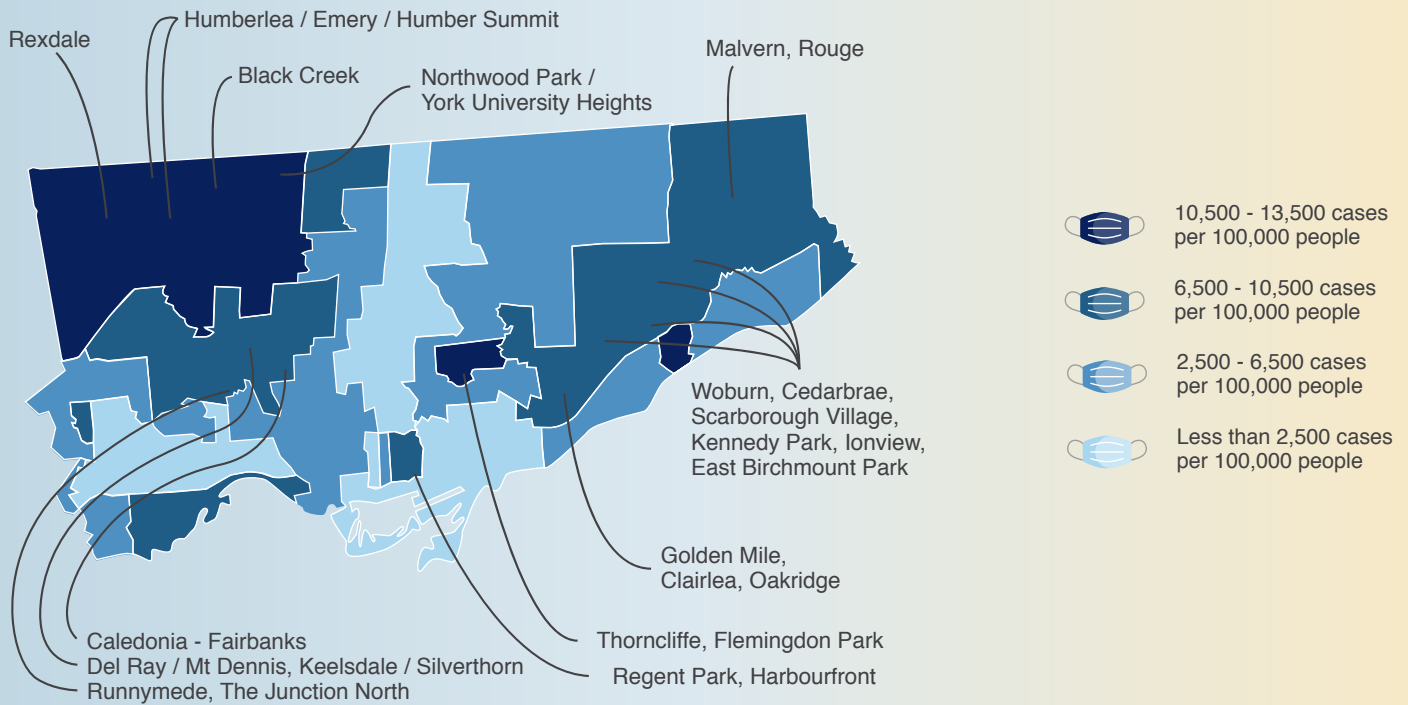 Humberlea / Emery / Humber Summit
Rexdale
Malvern, Rouge
Black Creek
Northwood Park /
York University Heights
10,500 - 13,500 cases
per 100,000 people
6,500 - 10,500 cases
per 100,000 people
2,500 - 6,500 cases
per 100,000 people
Less than 2,500 cases
per 100,000 people
Woburn, Cedarbrae,
Scarborough Village,
Kennedy Park, Ionview,
East Birchmount Park
Golden Mile,
Clairlea, Oakridge
Thorncliffe, Flemingdon Park
Regent Park, Harbourfront
Caledonia - Fairbanks
Del Ray / Mt Dennis, Keelsdale / Silverthorn
Runnymede, The Junction North